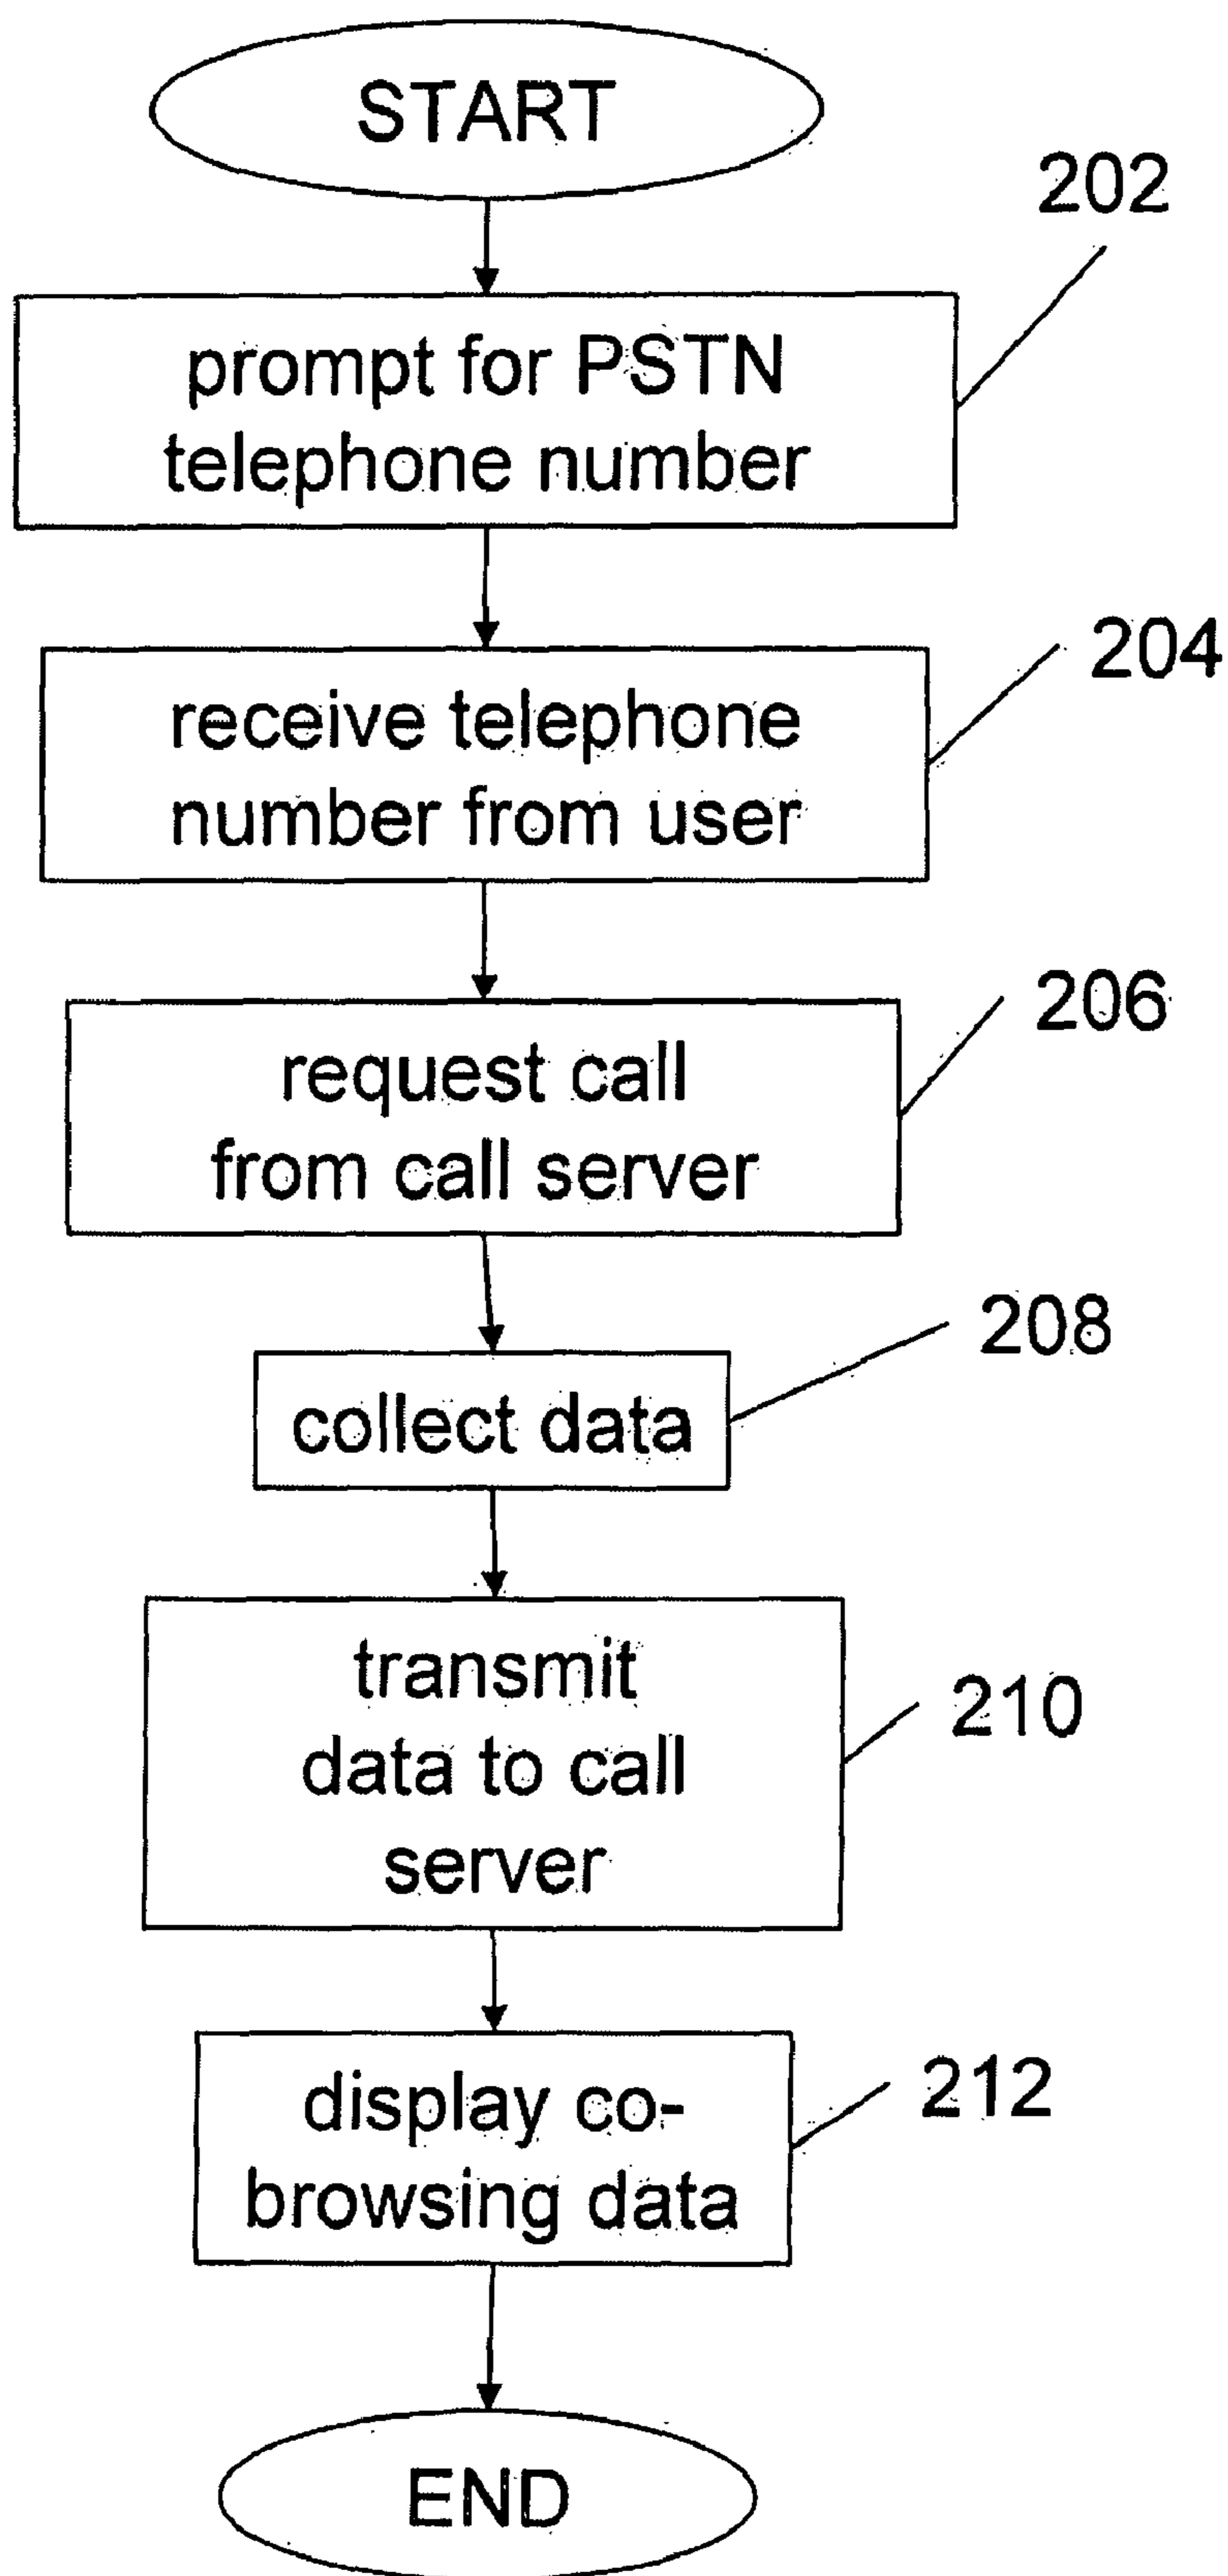 START
202
prompt for PSTN
telephone number
204
receive telephone
number from user
206
request call
from call server
208
collect data
210
transmit
data to call
server
212
display co-
browsing data
END